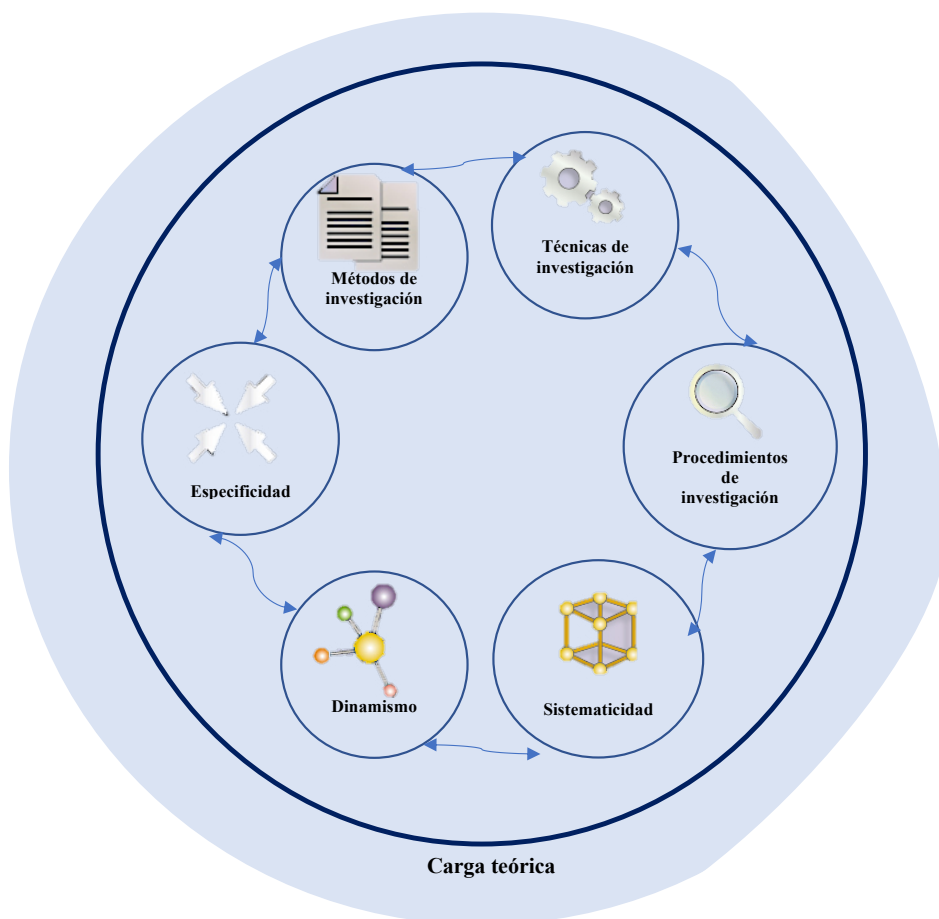 Métodos de
investigación
Técnicas de
investigación
Procedimientos
de
investigación
Especificidad
Dinamismo
Sistematicidad
Carga teórica